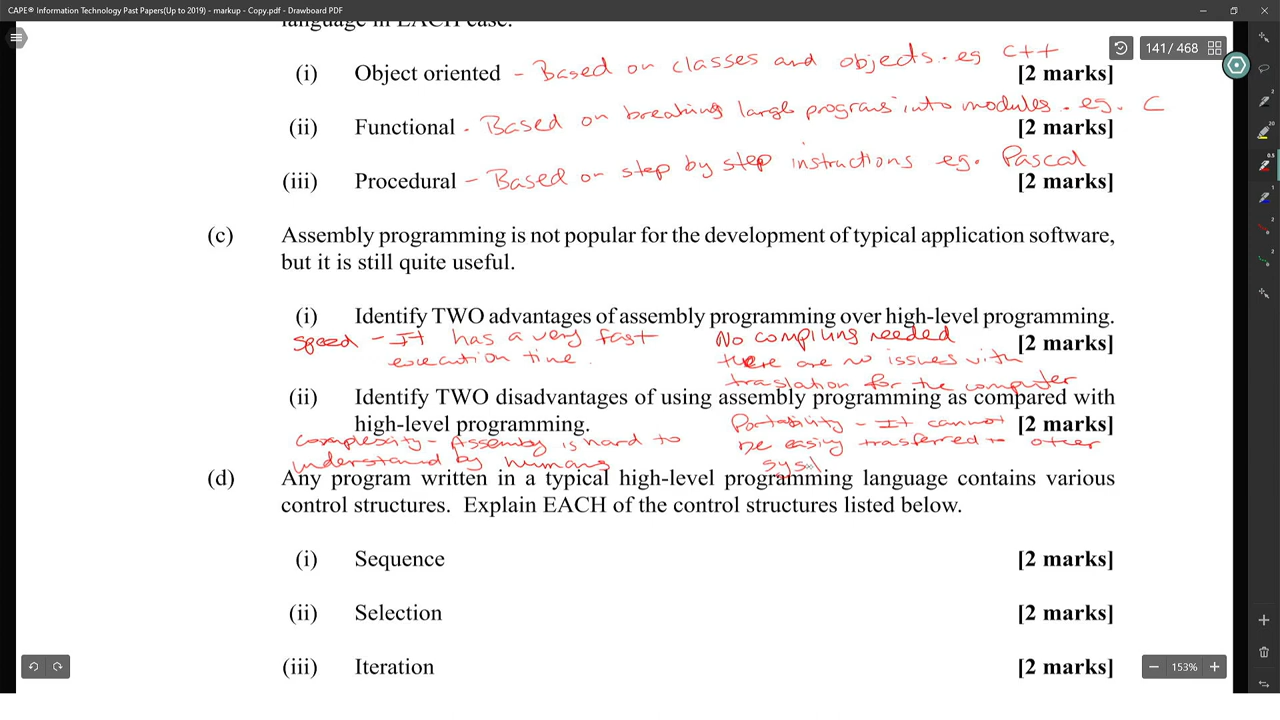 CAPE® Information Technology Past Papers(Up to 2019) - markup - Copy.pdf - Drawboard PDF
language in EACH case.
141 / 468
(i) Object oriented - Based on classes and objects. eg C++ [2 marks]
(ii) Functional - Based on breaking large programs into modules. eg. C [2 marks]
(iii) Procedural - Based on step by step instructions eg. Pascal [2 marks]
(c) Assembly programming is not popular for the development of typical application software,
but it is still quite useful.
(i) Identify TWO advantages of assembly programming over high-level programming.
[2 marks]
Speed - It has a very fast
execution time.
No compiling needed
there are no issues with
traslation for the computer
(ii) Identify TWO disadvantages of using assembly programming as compared with
high-level programming. [2 marks]
Complexity - Assemby is hard to
understand by humans
Portability - It cannot
be easily trasferred to other
(d) Any program written in a typical high-level programming language contains various
control structures. Explain EACH of the control structures listed below.
(i) Sequence [2 marks]
(ii) Selection [2 marks]
(iii) Iteration [2 marks]
153%